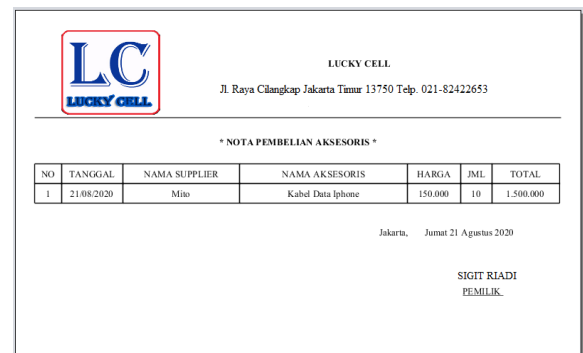 LC
LUCKY CELL
LUCKY CELL
Jl. Raya Cilangkap Jakarta Timur 13750 Telp. 021-82422653
* NOTA PEMBELIAN AKSESORIS *
NO TANGGAL NAMA SUPPLIER NAMA AKSESORIS HARGA JML TOTAL
1 21/08/2020 Mito Kabel Data Iphone 150.000 10 1.500.000
Jakarta, Jumat 21 Agustus 2020
SIGIT RIADI
PEMILIK